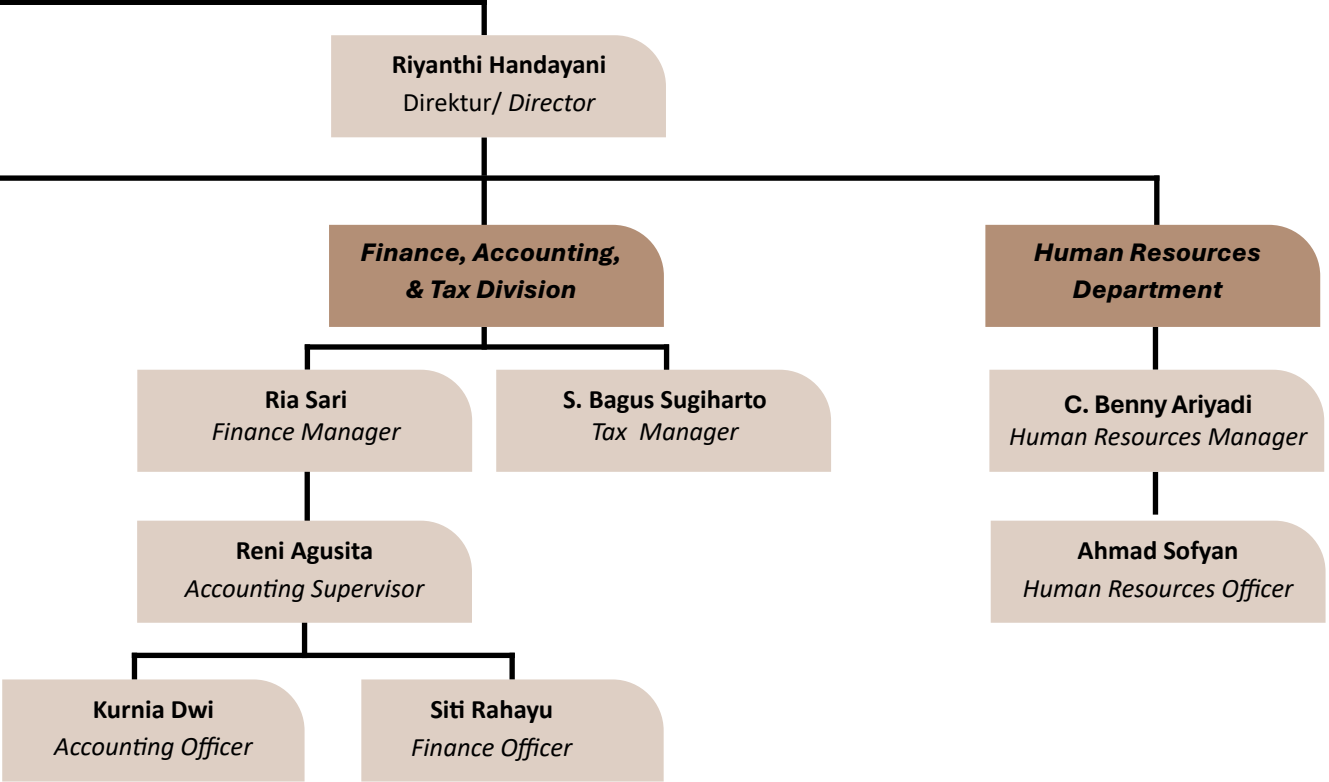 Riyanthi Handayani
Direktur/ Director
Finance, Accounting,
& Tax Division
Human Resources
Department
Ria Sari
Finance Manager
S. Bagus Sugiharto
Tax Manager
C. Benny Ariyadi
Human Resources Manager
Reni Agusita
Accounting Supervisor
Ahmad Sofyan
Human Resources Officer
Kurnia Dwi
Accounting Officer
Siti Rahayu
Finance Officer